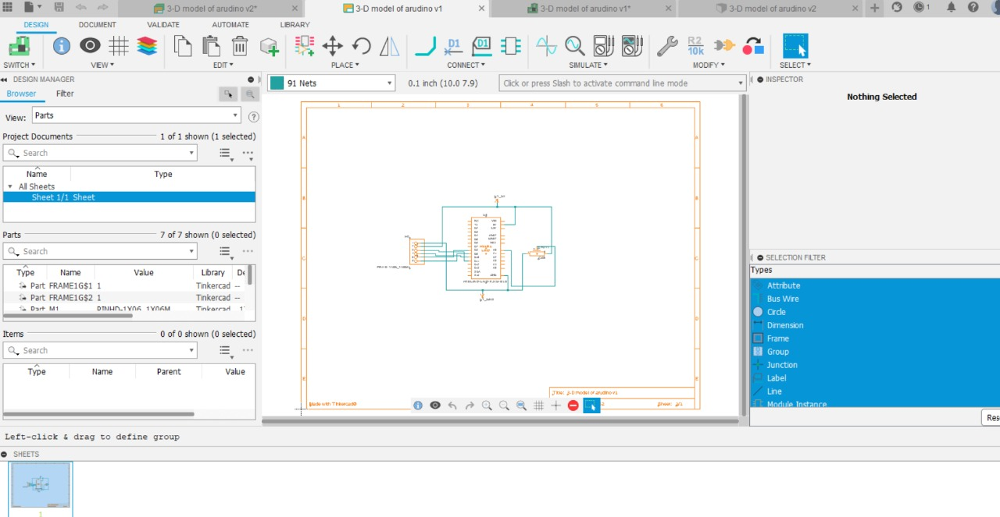 3-D model of arudino v2*
3-D model of arudino v1
3-D model of arudino v1*
3-D model of arudino v2
1
DESIGN DOCUMENT VALIDATE AUTOMATE LIBRARY
D1 D1 R2
10k
SWITCH VIEW EDIT PLACE CONNECT SIMULATE MODIFY SELECT
DESIGN MANAGER
Browser Filter
View: Parts
Project Documents 1 of 1 shown (1 selected)
Search
Name Type
All Sheets
Sheet 1/1 Sheet
Parts 7 of 7 shown (0 selected)
Search
Type Name Value Library De
Part FRAME1G$1 1 Tinkercad --
Part FRAME1G$2 1 Tinkercad --
Part M1 PINHD-1X06_1X06M Tinkercad
Items 0 of 0 shown (0 selected)
Search
Type Name Parent Value
91 Nets
0.1 inch (10.0 7.9)
Click or press Slash to activate command line mode
1 2 3 4 5 6
Title: 3-D model of arudino v1
Made with Tinkercad®
Sheet: 1/1
INSPECTOR
Nothing Selected
SELECTION FILTER
Types
Attribute
Bus Wire
Circle
Dimension
Frame
Group
Junction
Label
Line
Module Instance
Res
Left-click & drag to define group
SHEETS
1